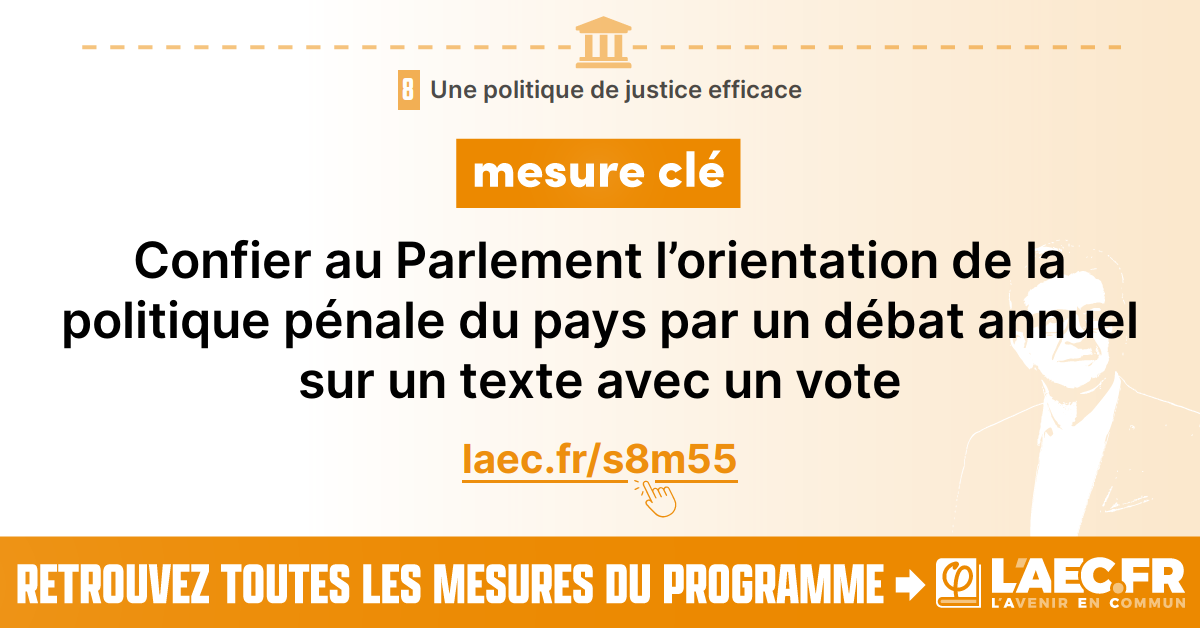 8 Une politique de justice efficace
mesure clé
Confier au Parlement l’orientation de la
politique pénale du pays par un débat annuel
sur un texte avec un vote
laec.fr/s8m55
RETROUVEZ TOUTES LES MESURES DU PROGRAMME
φ L'AEC.FR
L'AVENIR EN COMMUN